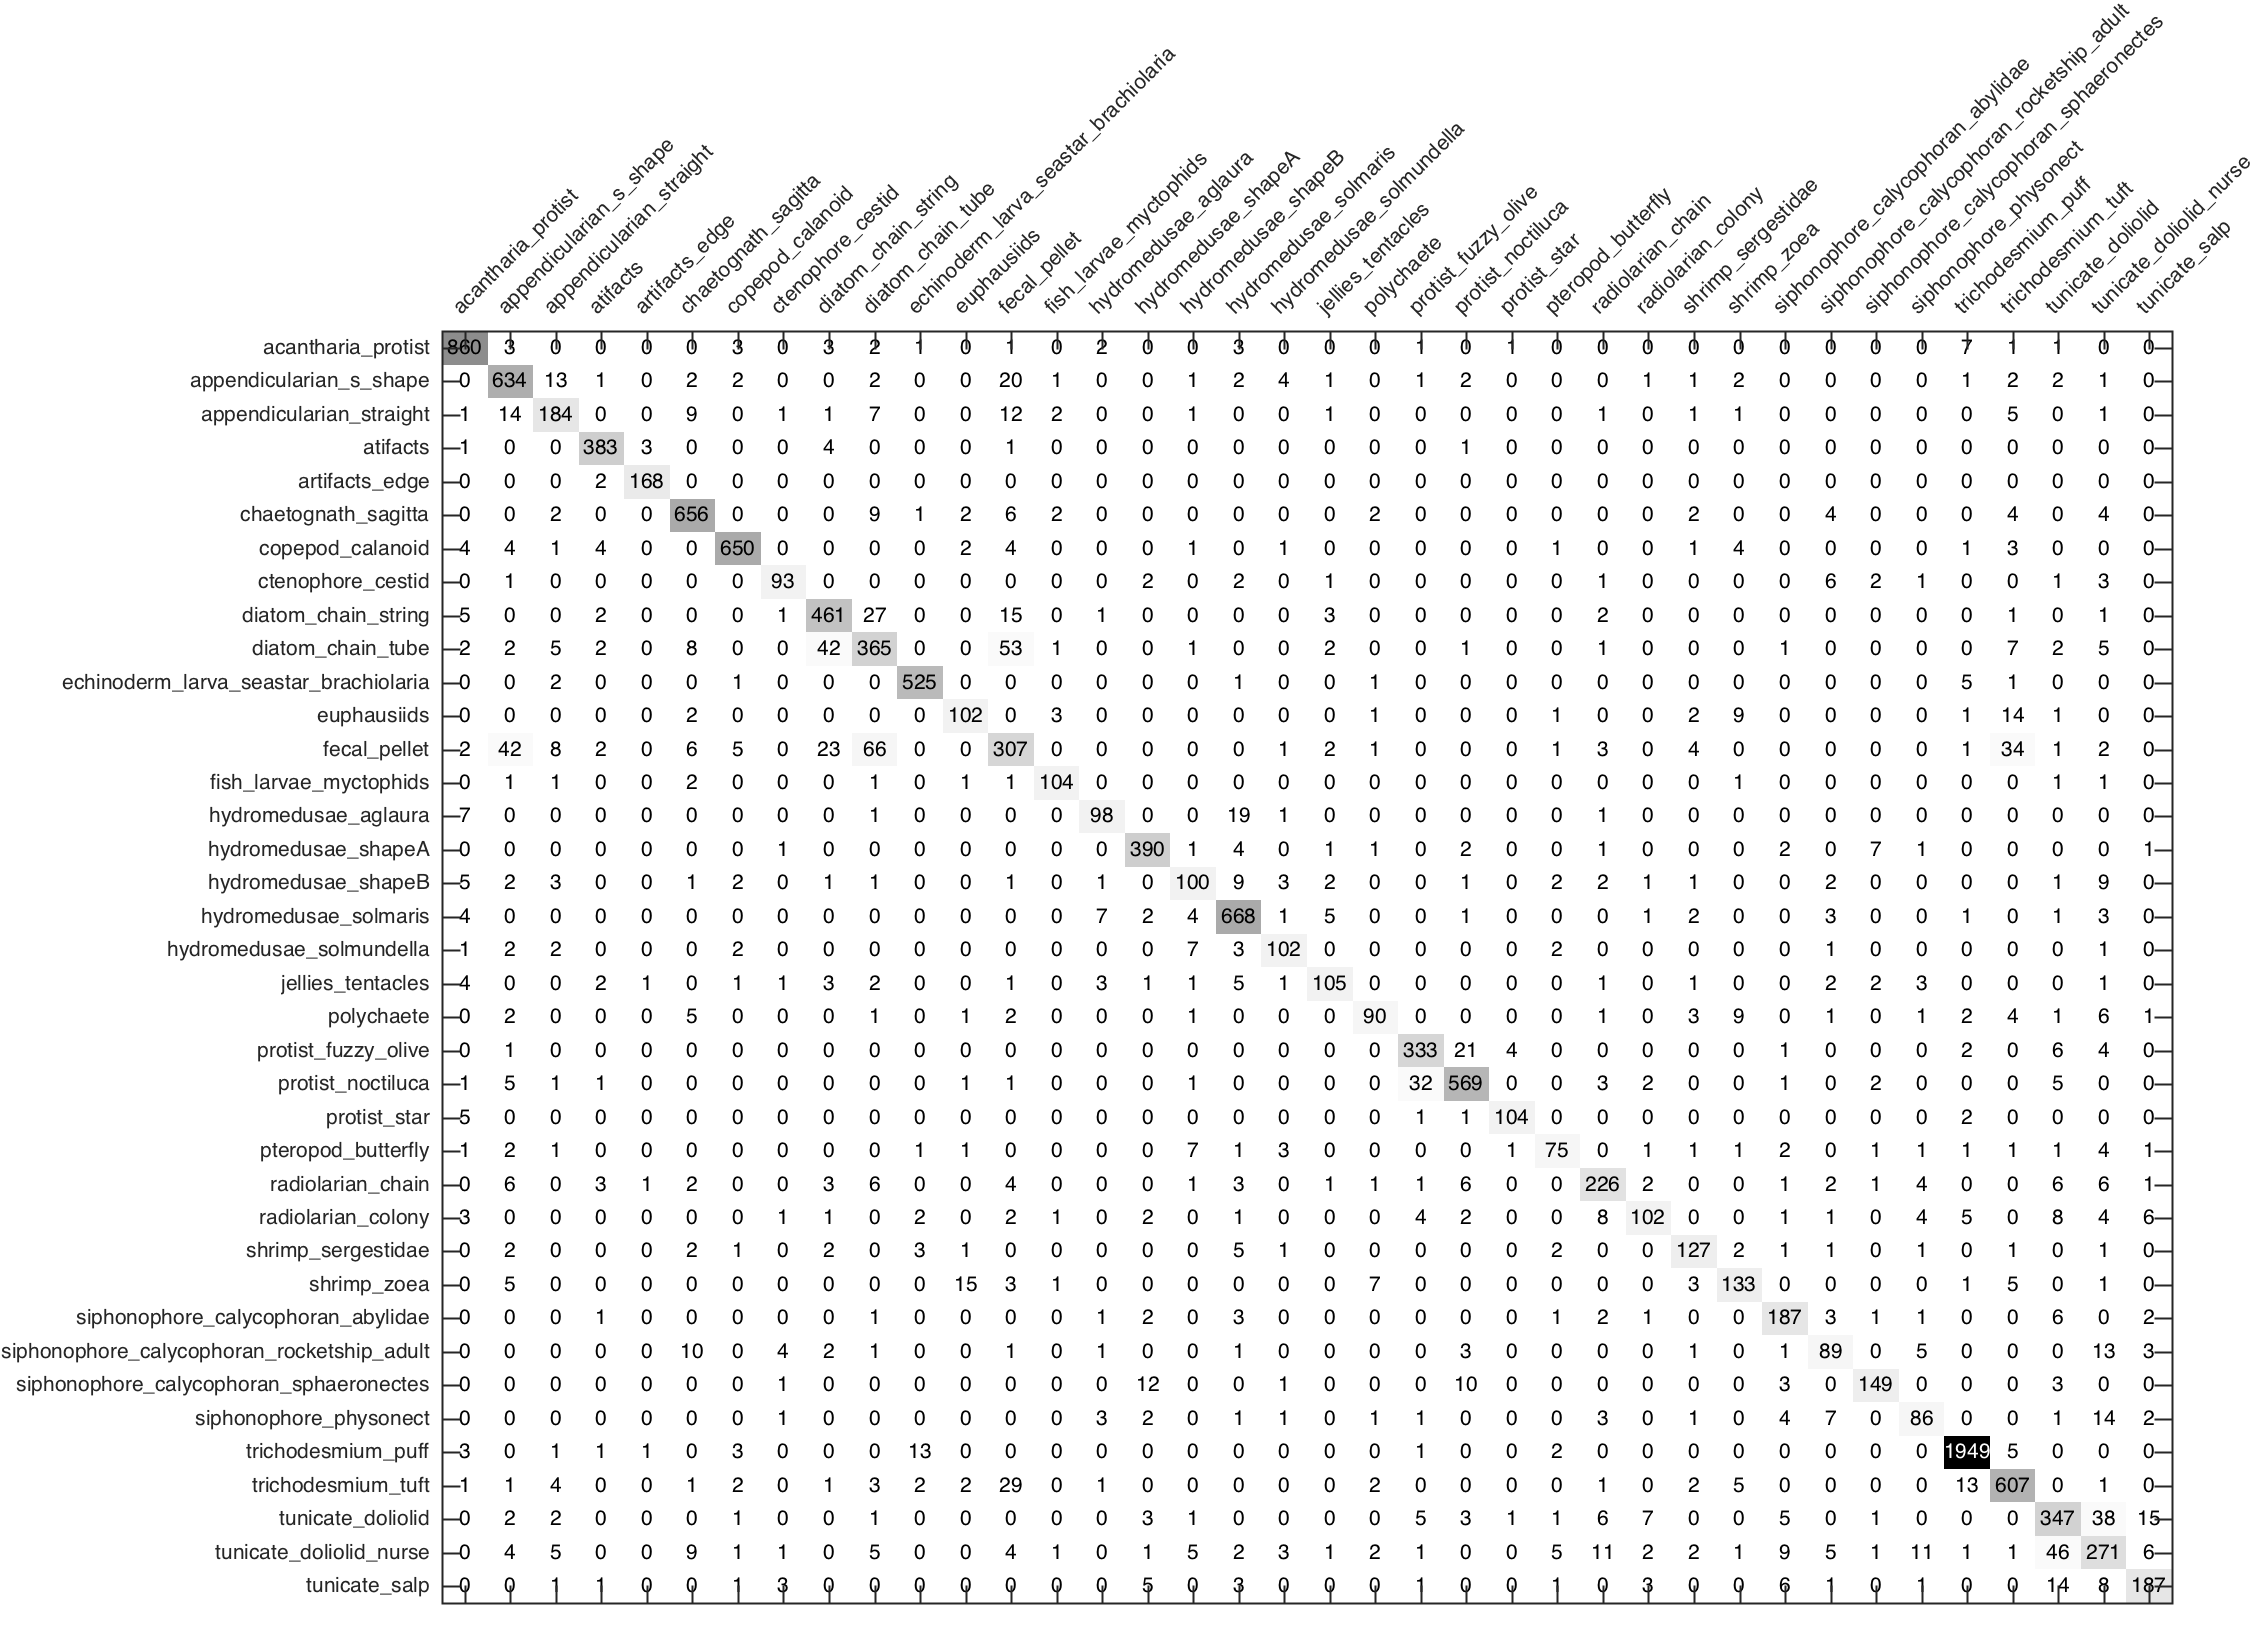 acantharia_protist appendicularian_s_shape appendicularian_straight atifacts artifacts_edge chaetognath_sagitta copepod_calanoid ctenophore_cestid diatom_chain_string diatom_chain_tube echinoderm_larva_seastar_brachiolaria euphausiids fecal_pellet fish_larvae_myctophids hydromedusae_aglaura hydromedusae_shapeA hydromedusae_shapeB hydromedusae_solmaris hydromedusae_solmundella jellies_tentacles polychaete protist_fuzzy_olive protist_noctiluca protist_star pteropod_butterfly radiolarian_chain radiolarian_colony shrimp_sergestidae shrimp_zoea siphonophore_calycophoran_abylidae siphonophore_calycophoran_rocketship_adult siphonophore_calycophoran_sphaeronectes siphonophore_physonect trichodesmium_puff trichodesmium_tuft tunicate_doliolid tunicate_doliolid_nurse tunicate_salp
acantharia_protist 860 3 0 0 0 0 3 0 3 2 1 0 1 0 2 0 0 3 0 0 0 1 0 1 0 0 0 0 0 0 0 0 0 7 1 1 0 0
appendicularian_s_shape 0 634 13 1 0 2 2 0 0 2 0 0 20 1 0 0 1 2 4 1 0 1 2 0 0 0 1 1 2 0 0 0 0 1 2 2 1 0
appendicularian_straight 1 14 184 0 0 9 0 1 1 7 0 0 12 2 0 0 1 0 0 1 0 0 0 0 0 1 0 1 1 0 0 0 0 0 5 0 1 0
atifacts 1 0 0 383 3 0 0 0 4 0 0 0 1 0 0 0 0 0 0 0 0 0 1 0 0 0 0 0 0 0 0 0 0 0 0 0 0 0
artifacts_edge 0 0 0 2 168 0 0 0 0 0 0 0 0 0 0 0 0 0 0 0 0 0 0 0 0 0 0 0 0 0 0 0 0 0 0 0 0 0
chaetognath_sagitta 0 0 2 0 0 656 0 0 0 9 1 2 6 2 0 0 0 0 0 0 2 0 0 0 0 0 0 2 0 0 4 0 0 0 4 0 4 0
copepod_calanoid 4 4 1 4 0 0 650 0 0 0 0 2 4 0 0 0 1 0 1 0 0 0 0 0 1 0 0 1 4 0 0 0 0 1 3 0 0 0
ctenophore_cestid 0 1 0 0 0 0 0 93 0 0 0 0 0 0 0 2 0 2 0 1 0 0 0 0 0 1 0 0 0 0 6 2 1 0 0 1 3 0
diatom_chain_string 5 0 0 2 0 0 0 1 461 27 0 0 15 0 1 0 0 0 0 3 0 0 0 0 0 2 0 0 0 0 0 0 0 0 1 0 1 0
diatom_chain_tube 2 2 5 2 0 8 0 0 42 365 0 0 53 1 0 0 1 0 0 2 0 0 1 0 0 1 0 0 0 1 0 0 0 0 7 2 5 0
echinoderm_larva_seastar_brachiolaria 0 0 2 0 0 0 1 0 0 0 525 0 0 0 0 0 0 1 0 0 1 0 0 0 0 0 0 0 0 0 0 0 0 5 1 0 0 0
euphausiids 0 0 0 0 0 2 0 0 0 0 0 102 0 3 0 0 0 0 0 0 1 0 0 0 1 0 0 2 9 0 0 0 0 1 14 1 0 0
fecal_pellet 2 42 8 2 0 6 5 0 23 66 0 0 307 0 0 0 0 0 1 2 1 0 0 0 1 3 0 4 0 0 0 0 0 1 34 1 2 0
fish_larvae_myctophids 0 1 1 0 0 2 0 0 0 1 0 1 1 104 0 0 0 0 0 0 0 0 0 0 0 0 0 0 1 0 0 0 0 0 0 1 1 0
hydromedusae_aglaura 7 0 0 0 0 0 0 0 0 1 0 0 0 0 98 0 0 19 1 0 0 0 0 0 0 1 0 0 0 0 0 0 0 0 0 0 0 0
hydromedusae_shapeA 0 0 0 0 0 0 0 1 0 0 0 0 0 0 0 390 1 4 0 1 1 0 2 0 0 1 0 0 0 2 0 7 1 0 0 0 0 1
hydromedusae_shapeB 5 2 3 0 0 1 2 0 1 1 0 0 1 0 1 0 100 9 3 2 0 0 1 0 2 2 1 1 0 0 2 0 0 0 0 1 9 0
hydromedusae_solmaris 4 0 0 0 0 0 0 0 0 0 0 0 0 0 7 2 4 668 1 5 0 0 1 0 0 0 1 2 0 0 3 0 0 1 0 1 3 0
hydromedusae_solmundella 1 2 2 0 0 0 2 0 0 0 0 0 0 0 0 0 7 3 102 0 0 0 0 0 2 0 0 0 0 0 1 0 0 0 0 0 1 0
jellies_tentacles 4 0 0 2 1 0 1 1 3 2 0 0 1 0 3 1 1 5 1 105 0 0 0 0 0 1 0 1 0 0 2 2 3 0 0 0 1 0
polychaete 0 2 0 0 0 5 0 0 0 1 0 1 2 0 0 0 1 0 0 0 90 0 0 0 0 1 0 3 9 0 1 0 1 2 4 1 6 1
protist_fuzzy_olive 0 1 0 0 0 0 0 0 0 0 0 0 0 0 0 0 0 0 0 0 0 333 21 4 0 0 0 0 0 1 0 0 0 2 0 6 4 0
protist_noctiluca 1 5 1 1 0 0 0 0 0 0 0 1 1 0 0 0 1 0 0 0 0 32 569 0 0 3 2 0 0 1 0 2 0 0 0 5 0 0
protist_star 5 0 0 0 0 0 0 0 0 0 0 0 0 0 0 0 0 0 0 0 0 1 1 104 0 0 0 0 0 0 0 0 0 2 0 0 0 0
pteropod_butterfly 1 2 1 0 0 0 0 0 0 0 1 1 0 0 0 0 7 1 3 0 0 0 0 1 75 0 1 1 1 2 0 1 1 1 1 1 4 1
radiolarian_chain 0 6 0 3 1 2 0 0 3 6 0 0 4 0 0 0 1 3 0 1 1 1 6 0 0 226 2 0 0 1 2 1 4 0 0 6 6 1
radiolarian_colony 3 0 0 0 0 0 0 1 1 0 2 0 2 1 0 2 0 1 0 0 0 4 2 0 0 8 102 0 0 1 1 0 4 5 0 8 4 6
shrimp_sergestidae 0 2 0 0 0 2 1 0 2 0 3 1 0 0 0 0 0 5 1 0 0 0 0 0 2 0 0 127 2 1 1 0 1 0 1 0 1 0
shrimp_zoea 0 5 0 0 0 0 0 0 0 0 0 15 3 1 0 0 0 0 0 0 7 0 0 0 0 0 0 3 133 0 0 0 0 1 5 0 1 0
siphonophore_calycophoran_abylidae 0 0 0 1 0 0 0 0 0 1 0 0 0 0 1 2 0 3 0 0 0 0 0 0 1 2 1 0 0 187 3 1 1 0 0 6 0 2
siphonophore_calycophoran_rocketship_adult 0 0 0 0 0 10 0 4 2 1 0 0 1 0 1 0 0 1 0 0 0 0 3 0 0 0 0 1 0 1 89 0 5 0 0 0 13 3
siphonophore_calycophoran_sphaeronectes 0 0 0 0 0 0 0 1 0 0 0 0 0 0 0 12 0 0 1 0 0 0 10 0 0 0 0 0 0 3 0 149 0 0 0 3 0 0
siphonophore_physonect 0 0 0 0 0 0 0 1 0 0 0 0 0 0 3 2 0 1 1 0 1 1 0 0 0 3 0 1 0 4 7 0 86 0 0 1 14 2
trichodesmium_puff 3 0 1 1 1 0 3 0 0 0 13 0 0 0 0 0 0 0 0 0 0 1 0 0 2 0 0 0 0 0 0 0 0 1949 5 0 0 0
trichodesmium_tuft 1 1 4 0 0 1 2 0 1 3 2 2 29 0 1 0 0 0 0 0 2 0 0 0 0 1 0 2 5 0 0 0 0 13 607 0 1 0
tunicate_doliolid 0 2 2 0 0 0 1 0 0 1 0 0 0 0 0 3 1 0 0 0 0 5 3 1 1 6 7 0 0 5 0 1 0 0 0 347 38 15
tunicate_doliolid_nurse 0 4 5 0 0 9 1 1 0 5 0 0 4 1 0 1 5 2 3 1 2 1 0 0 5 11 2 2 1 9 5 1 11 1 1 46 271 6
tunicate_salp 0 0 1 1 0 0 1 3 0 0 0 0 0 0 0 5 0 3 0 0 0 1 0 0 1 0 3 0 0 6 1 0 1 0 0 14 8 187